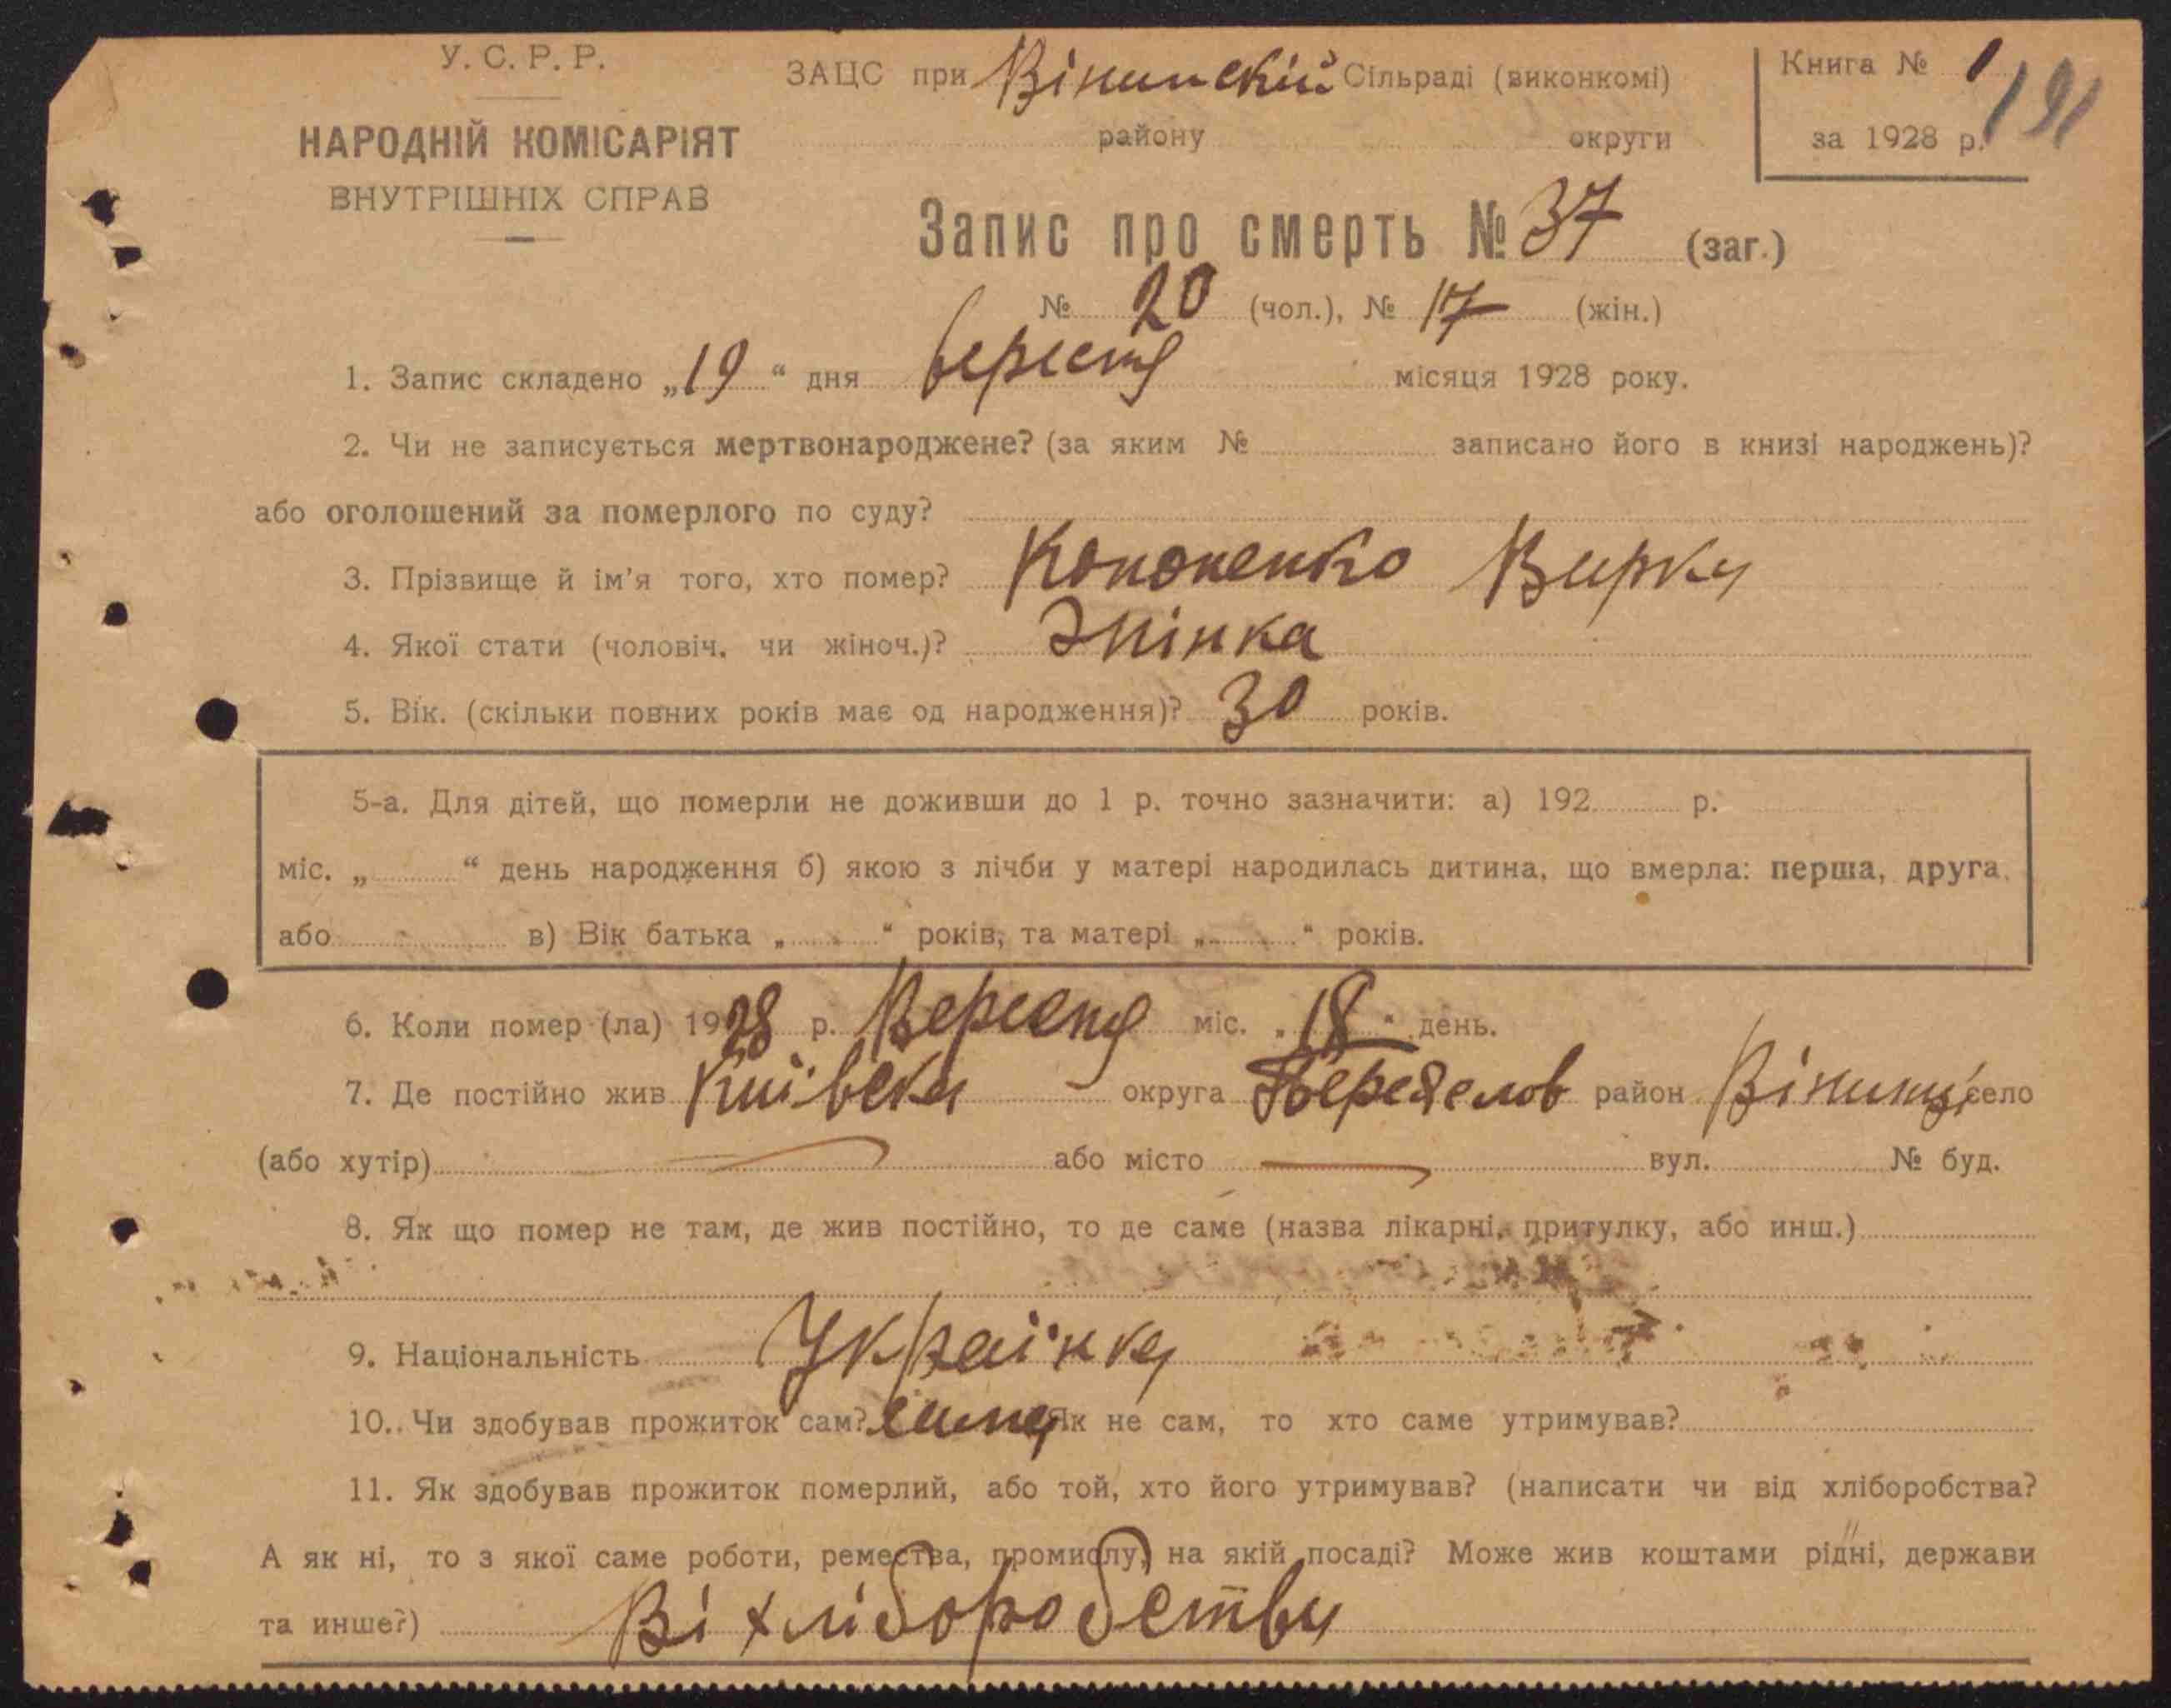 У. С. Р. Р.
НАРОДНІЙ КОМІСАРІЯТ
ВНУТРІШНІХ СПРАВ
ЗАЦС при Сільраді (виконкомі)
району округи
Книга № 1
за 1928 р.
191
Запис про смерть № 37 (заг.)
№ 20 (чол.), № 17 (жін.)
1. Запис складено „19“ дня вересня місяця 1928 року.
2. Чи не записується мертвонароджене? (за яким № записано його в книзі народжень)?
або оголошений за померлого по суду?
3. Прізвище й ім'я того, хто помер? Кононенко
4. Якої стати (чоловіч. чи жіноч.)? Жінка
5. Вік. (скільки повних років має од народження)? 30 років.
5-а. Для дітей, що померли не доживши до 1 р. точно зазначити: а) 192 р.
міс. „ “ день народження б) якою з лічби у матері народилась дитина, що вмерла: перша, друга
або в) Вік батька „ “ років, та матері „ “ років.
6. Коли помер (ла) 1928 р. Вересня міс. „18“ день.
7. Де постійно жив Київска округа район село
(або хутір) або місто вул. № буд.
8. Як що помер не там, де жив постійно, то де саме (назва лікарні, притулку, або инш.)
9. Національність Українка
10. Чи здобував прожиток сам? сама Як не сам, то хто саме утримував?
11. Як здобував прожиток померлий, або той, хто його утримував? (написати чи від хліборобства?
А як ні, то з якої саме роботи, ремества, промислу, на якій посаді? Може жив коштами рідні, держави
та инше?) Ві хліборобства